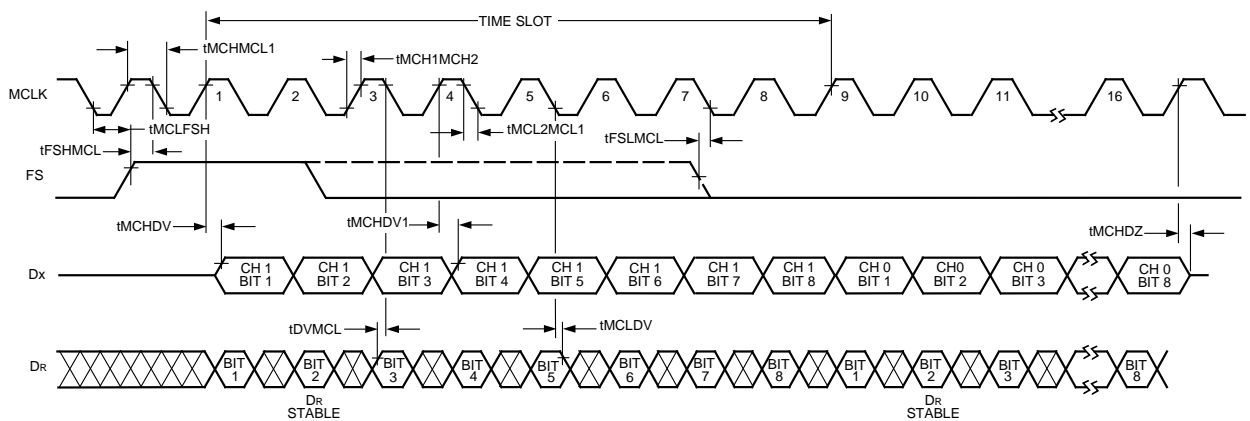 TIME SLOT
tMCHMCL1
tMCH1MCH2
MCLK
1 2 3 4 5 6 7 8 9 10 11 16
tMCLFSH
tMCL2MCL1
tFSHMCL
tFSLMCL
FS
tMCHDV
tMCHDV1
tMCHDZ
DX
CH 1 BIT 1
CH 1 BIT 2
CH 1 BIT 3
CH 1 BIT 4
CH 1 BIT 5
CH 1 BIT 6
CH 1 BIT 7
CH 1 BIT 8
CH 0 BIT 1
CH0 BIT 2
CH 0 BIT 3
CH 0 BIT 8
tDVMCL
tMCLDV
DR
BIT 1
BIT 2
BIT 3
BIT 4
BIT 5
BIT 6
BIT 7
BIT 8
BIT 1
BIT 2
BIT 3
BIT 8
DR STABLE
DR STABLE